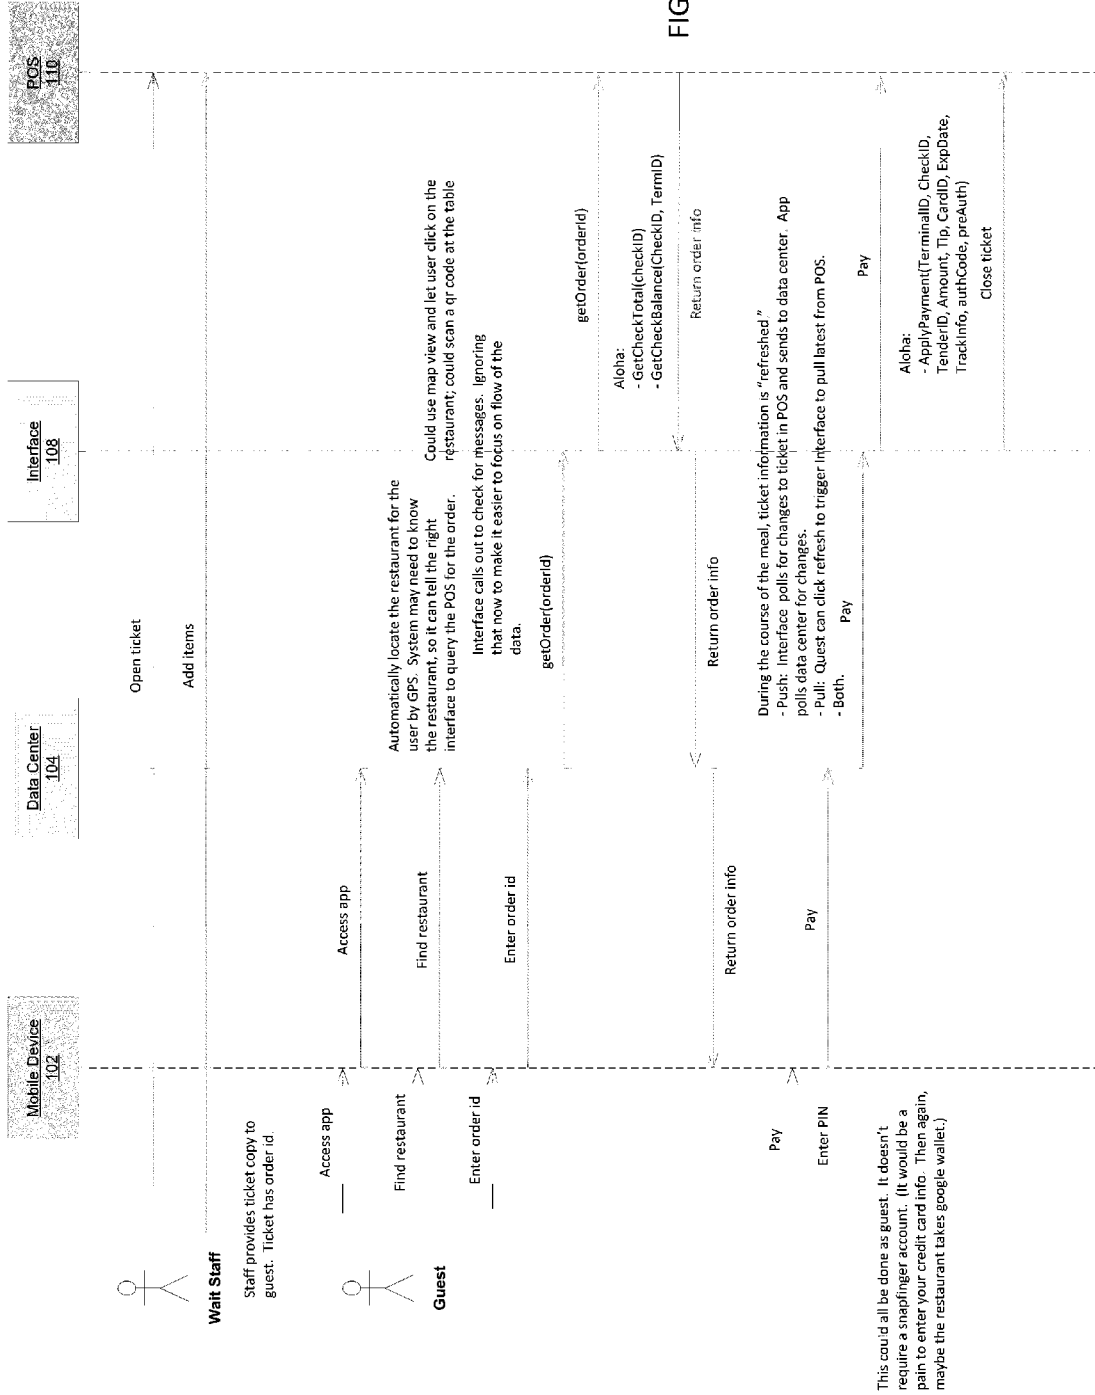 Mobile Device
102
Data Center
104
Interface
108
POS
110
Open ticket
Add items
Wait Staff
Staff provides ticket copy to
guest. Ticket has order id.
Guest
Access app
Access app
Find restaurant
Find restaurant
Automatically locate the restaurant for the
user by GPS. System may need to know
the restaurant, so it can tell the right
interface to query the POS for the order.
Could use map view and let user click on the
restaurant; could scan a qr code at the table
Enter order id
Enter order id
Interface calls out to check for messages. Ignoring
that now to make it easier to focus on flow of the
data.
getOrder(orderId)
getOrder(orderId)
Aloha:
- GetCheckTotal(checkID)
- GetCheckBalance(CheckID, TermID)
Return order info
Return order info
Return order info
During the course of the meal, ticket information is "refreshed."
- Push: Interface polls for changes to ticket in POS and sends to data center. App
polls data center for changes.
- Pull: Quest can click refresh to trigger Interface to pull latest from POS.
- Both.
Pay
Enter PIN
Pay
Pay
Pay
This could all be done as guest. It doesn't
require a snapfinger account. (It would be a
pain to enter your credit card info. Then again,
maybe the restaurant takes google wallet.)
Aloha:
- ApplyPayment(TerminalID, CheckID,
TenderID, Amount, Tip, CardID, ExpDate,
TrackInfo, authCode, preAuth)
Close ticket
FIG